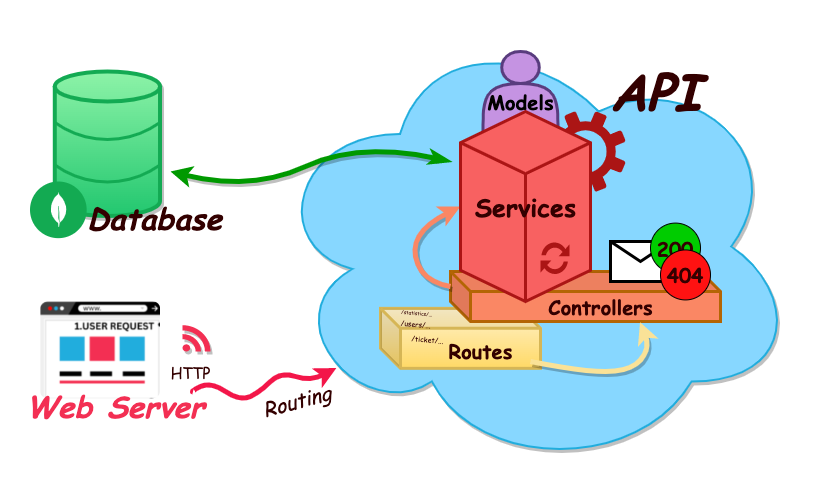 API
Models
Services
Database
200
404
Controllers
/statistics/...
/users/...
/ticket/...
Routes
WWW.
1.USER REQUEST
HTTP
Web Server
Routing